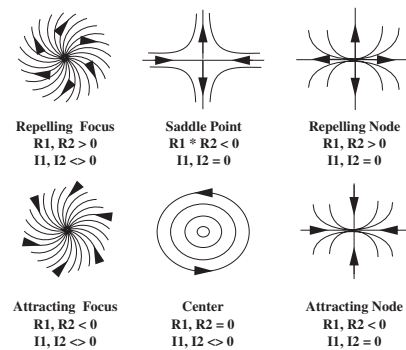 Repelling Focus
R1, R2 > 0
I1, I2 <> 0
Saddle Point
R1 * R2 < 0
I1, I2 = 0
Repelling Node
R1, R2 > 0
I1, I2 = 0
Attracting Focus
R1, R2 < 0
I1, I2 <> 0
Center
R1, R2 = 0
I1, I2 <> 0
Attracting Node
R1, R2 < 0
I1, I2 = 0